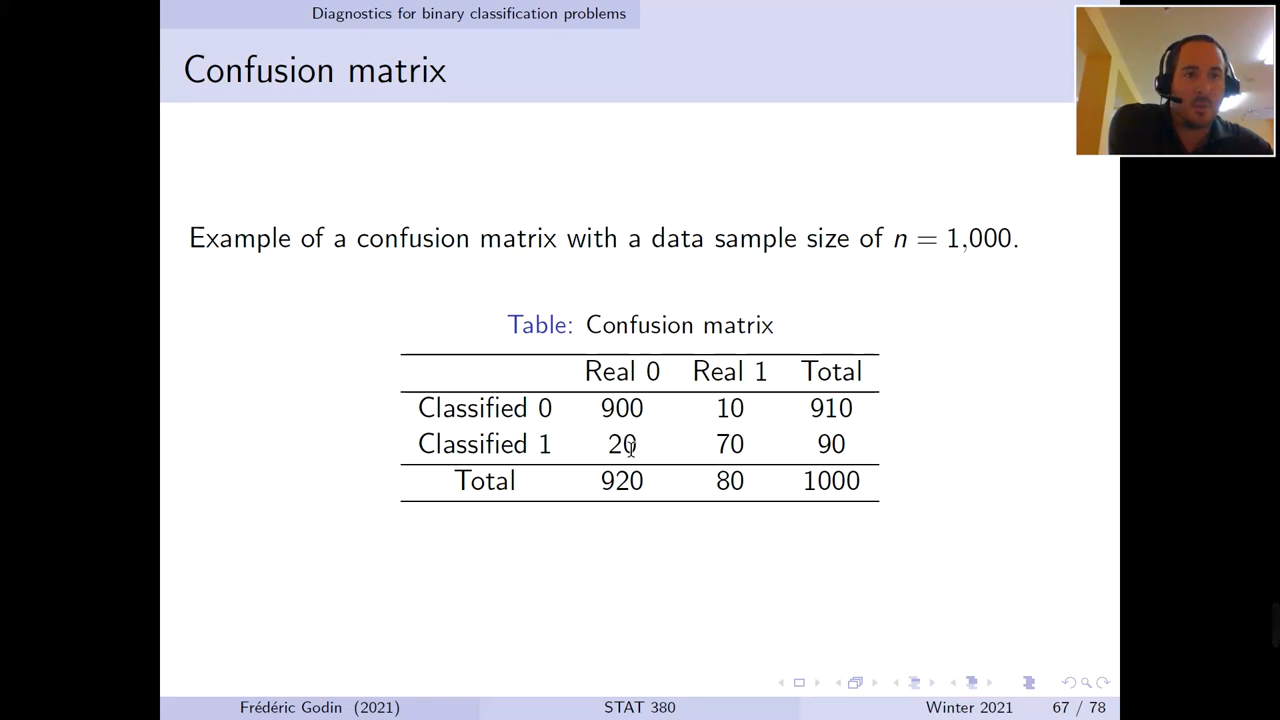 Diagnostics for binary classification problems
Confusion matrix
Example of a confusion matrix with a data sample size of n = 1,000.
Table: Confusion matrix
Real 0 Real 1 Total
Classified 0 900 10 910
Classified 1 20 70 90
Total 920 80 1000
Frédéric Godin (2021) STAT 380 Winter 2021 67 / 78